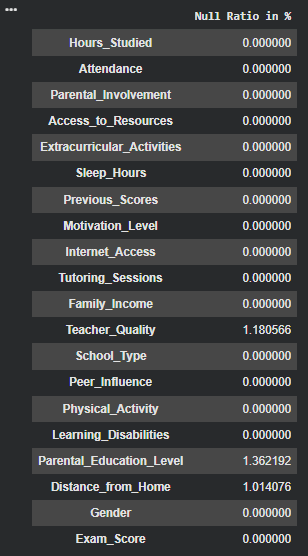 Null Ratio in %
Hours_Studied 0.000000
Attendance 0.000000
Parental_Involvement 0.000000
Access_to_Resources 0.000000
Extracurricular_Activities 0.000000
Sleep_Hours 0.000000
Previous_Scores 0.000000
Motivation_Level 0.000000
Internet_Access 0.000000
Tutoring_Sessions 0.000000
Family_Income 0.000000
Teacher_Quality 1.180566
School_Type 0.000000
Peer_Influence 0.000000
Physical_Activity 0.000000
Learning_Disabilities 0.000000
Parental_Education_Level 1.362192
Distance_from_Home 1.014076
Gender 0.000000
Exam_Score 0.000000